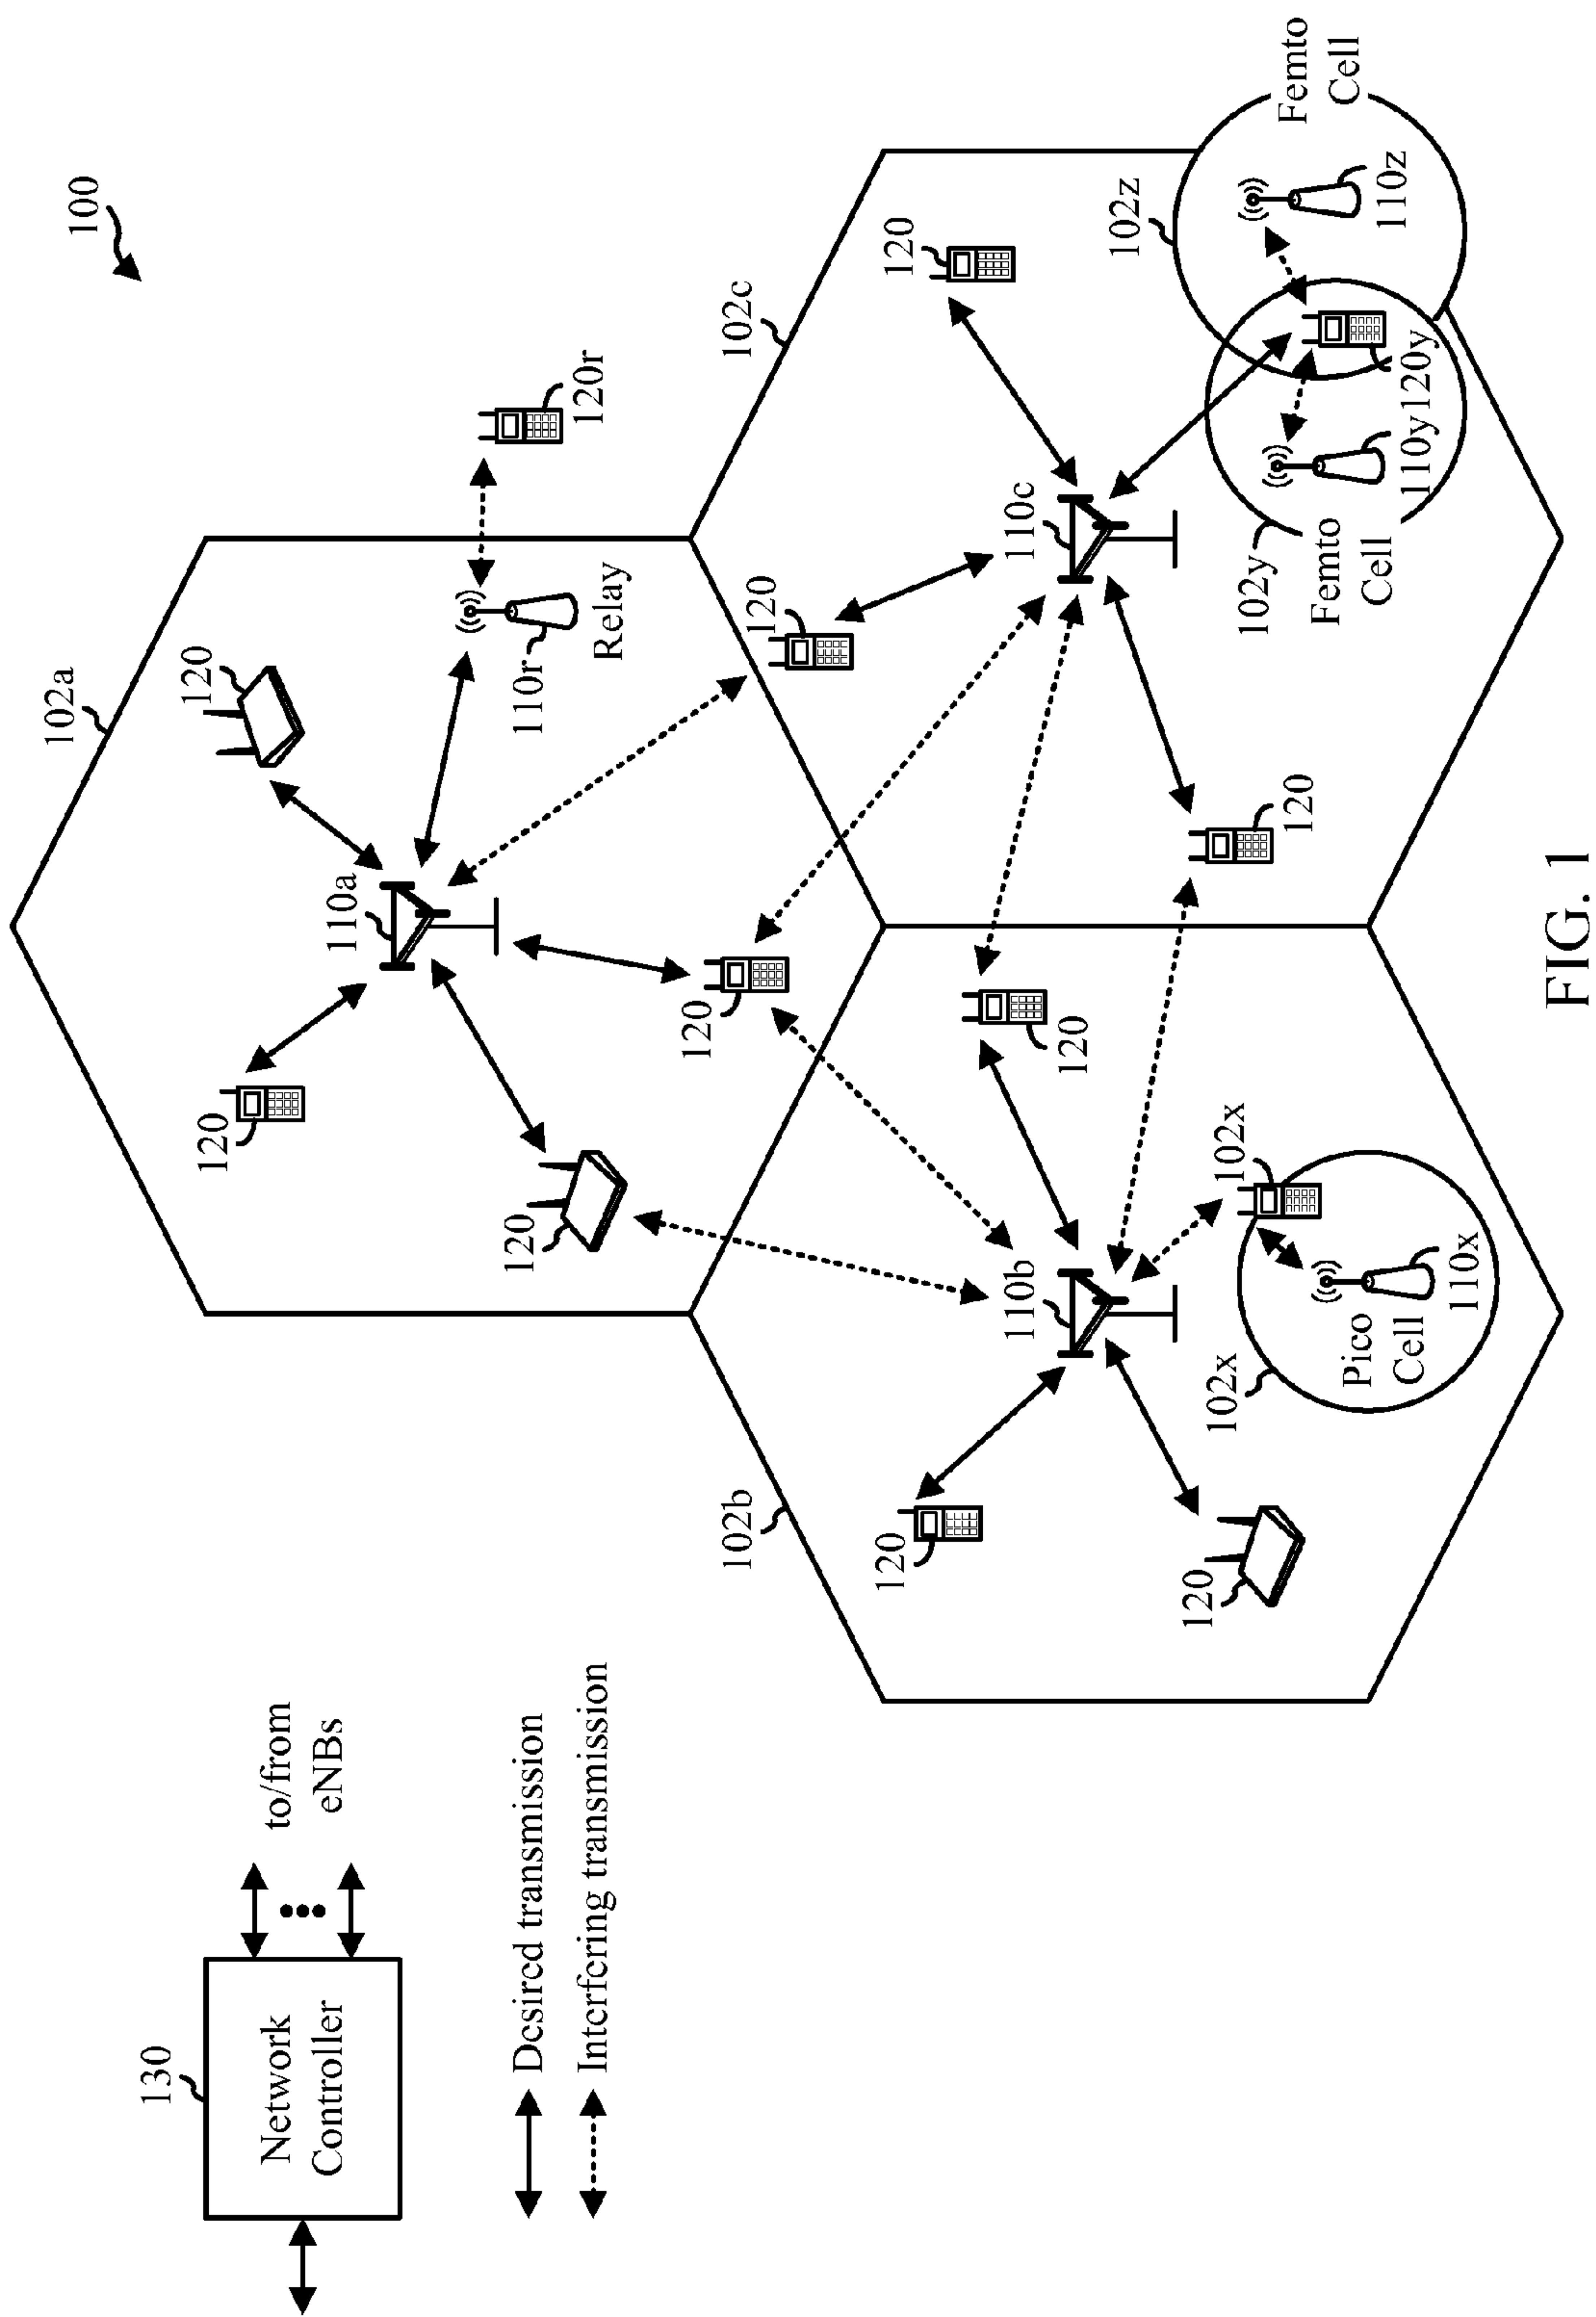 100
130
Network
Controller
to/from
eNBs
Desired transmission
Interfering transmission
102a
120
120
110a
120
110r
Relay
120r
120
120
102b
102c
120
120
110b
120
110c
120
120
102x
102x
Pico
Cell
110x
120
102y
Femto
Cell
110y
120y
102z
Femto
Cell
110z
FIG. 1